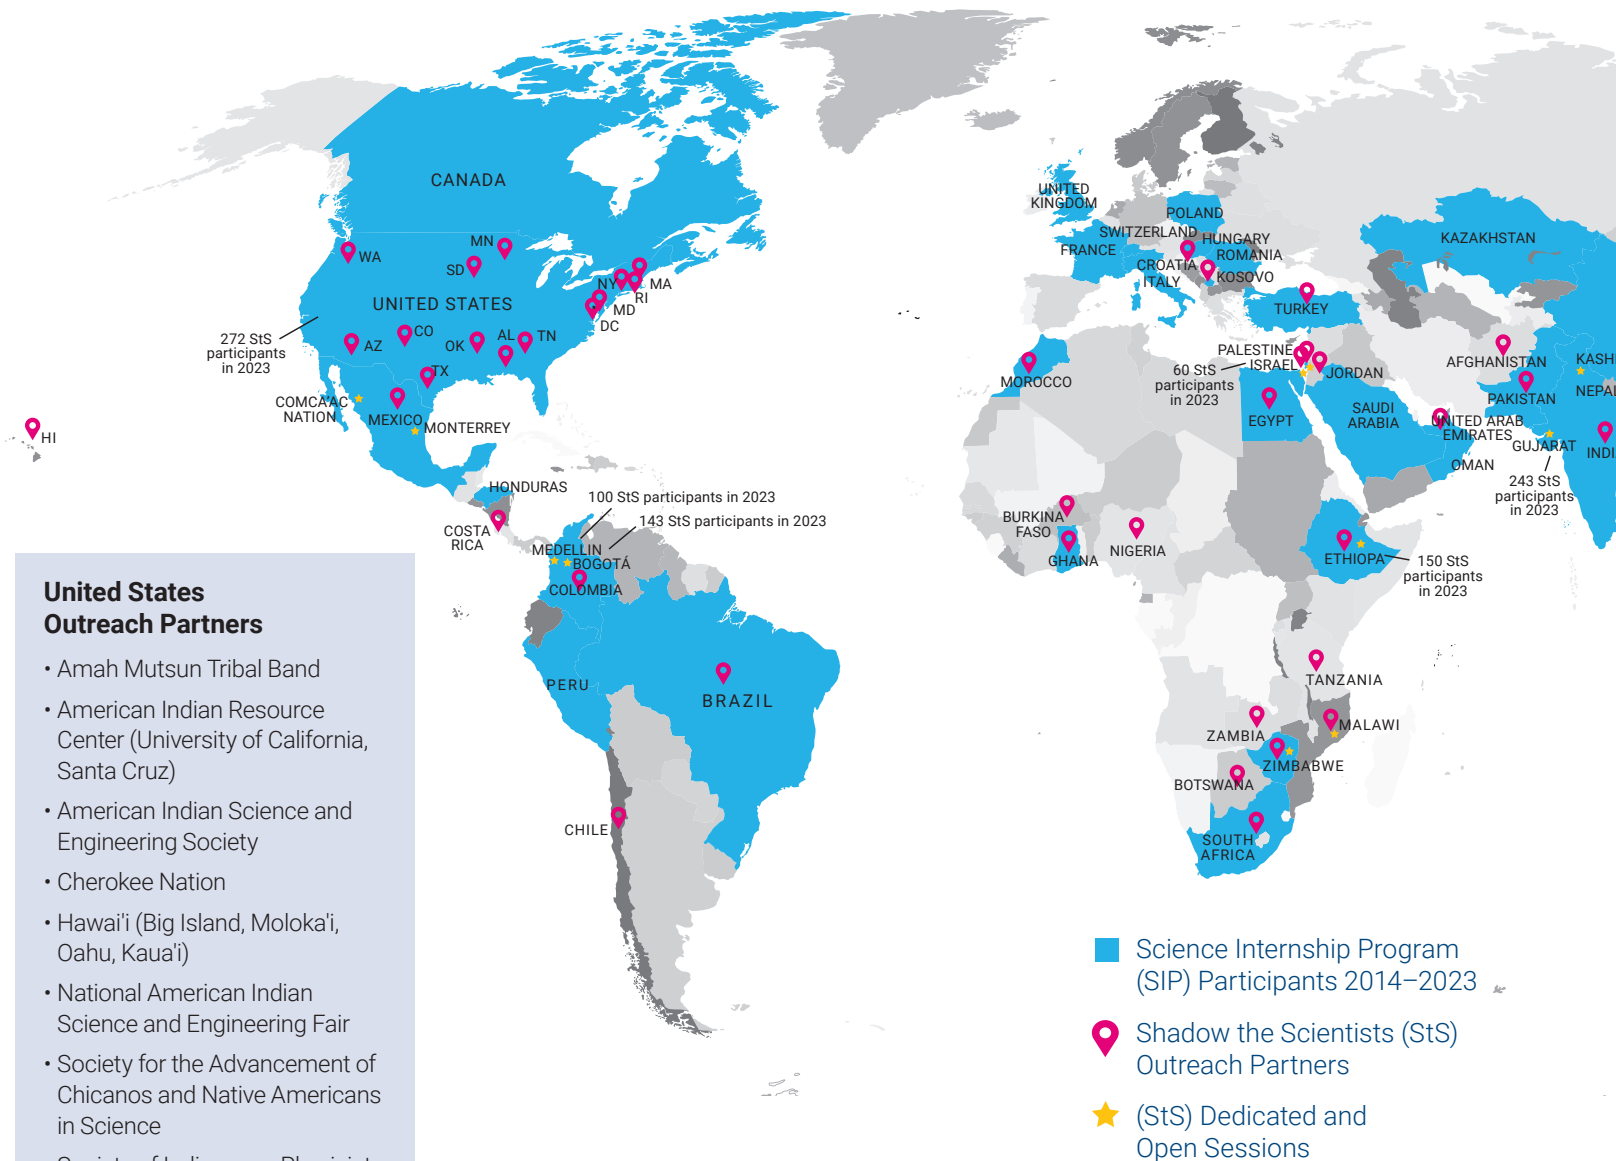 CANADA
WA
MN
SD
UNITED STATES
NY
MA
RI
MD
DC
CO
AZ
OK
AL
TN
TX
272 StS
participants
in 2023
COMCA'AC
NATION
MEXICO
MONTERREY
HI
HONDURAS
COSTA
RICA
100 StS participants in 2023
143 StS participants in 2023
MEDELLIN
BOGOTÁ
COLOMBIA
PERU
BRAZIL
CHILE
UNITED
KINGDOM
POLAND
SWITZERLAND
FRANCE
HUNGARY
ROMANIA
CROATIA
ITALY
KOSOVO
TURKEY
KAZAKHSTAN
PALESTINE
ISRAEL
JORDAN
60 StS
participants
in 2023
MOROCCO
EGYPT
SAUDI
ARABIA
AFGHANISTAN
PAKISTAN
KASH
NEPAL
UNITED ARAB
EMIRATES
GUJARAT
INDI
OMAN
243 StS
participants
in 2023
BURKINA
FASO
GHANA
NIGERIA
ETHIOPA
150 StS
participants
in 2023
TANZANIA
MALAWI
ZAMBIA
ZIMBABWE
BOTSWANA
SOUTH
AFRICA
United States
Outreach Partners
• Amah Mutsun Tribal Band
• American Indian Resource
Center (University of California,
Santa Cruz)
• American Indian Science and
Engineering Society
• Cherokee Nation
• Hawai'i (Big Island, Moloka'i,
Oahu, Kaua'i)
• National American Indian
Science and Engineering Fair
• Society for the Advancement of
Chicanos and Native Americans
in Science
Science Internship Program
(SIP) Participants 2014–2023
Shadow the Scientists (StS)
Outreach Partners
(StS) Dedicated and
Open Sessions